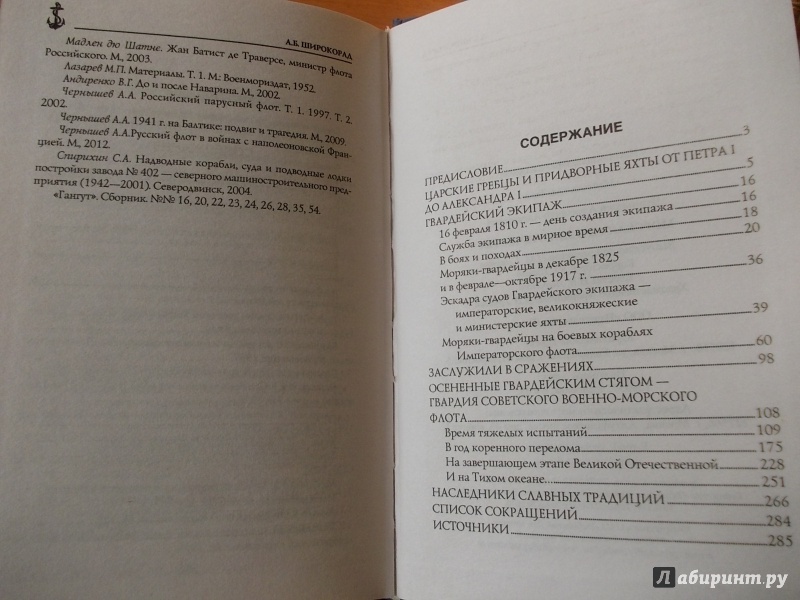 А.Б. ШИРОКОРАД
Мадлен дю Шатне. Жан Батист де Траверсе, министр флота
Российского. М., 2003.
Лазарев М.П. Материалы. Т. 1. М.: Военмориздат, 1952.
Андриенко В.Г. До и после Наварина. М., 2002.
Чернышев А.А. Российский парусный флот. Т. 1. 1997. Т. 2.
2002.
Чернышев А.А. 1941 г. на Балтике: подвиг и трагедия. М., 2009.
Чернышев А.А.Русский флот в войнах с наполеоновской Фран-
цией. М., 2012.
Спирихин С.А. Надводные корабли, суда и подводные лодки
постройки завода № 402 — северного машиностроительного пред-
приятия (1942—2001). Северодвинск, 2004.
«Гангут». Сборник. №№ 16, 20, 22, 23, 24, 26, 28, 35, 54.
СОДЕРЖАНИЕ
ПРЕДИСЛОВИЕ 3
ЦАРСКИЕ ГРЕБЦЫ И ПРИДВОРНЫЕ ЯХТЫ ОТ ПЕТРА I
ДО АЛЕКСАНДРА I 5
ГВАРДЕЙСКИЙ ЭКИПАЖ 16
16 февраля 1810 г. — день создания экипажа 16
Служба экипажа в мирное время 18
В боях и походах 20
Моряки-гвардейцы в декабре 1825
и в феврале—октябре 1917 г. 36
Эскадра судов Гвардейского экипажа —
императорские, великокняжеские
и министерские яхты 39
Моряки-гвардейцы на боевых кораблях
Императорского флота 60
ЗАСЛУЖИЛИ В СРАЖЕНИЯХ 98
ОСЕНЕННЫЕ ГВАРДЕЙСКИМ СТЯГОМ —
ГВАРДИЯ СОВЕТСКОГО ВОЕННО-МОРСКОГО
ФЛОТА 108
Время тяжелых испытаний 109
В год коренного перелома 175
На завершающем этапе Великой Отечественной 228
И на Тихом океане... 251
НАСЛЕДНИКИ СЛАВНЫХ ТРАДИЦИЙ 266
СПИСОК СОКРАЩЕНИЙ 284
ИСТОЧНИКИ 285
Лабиринт.ру